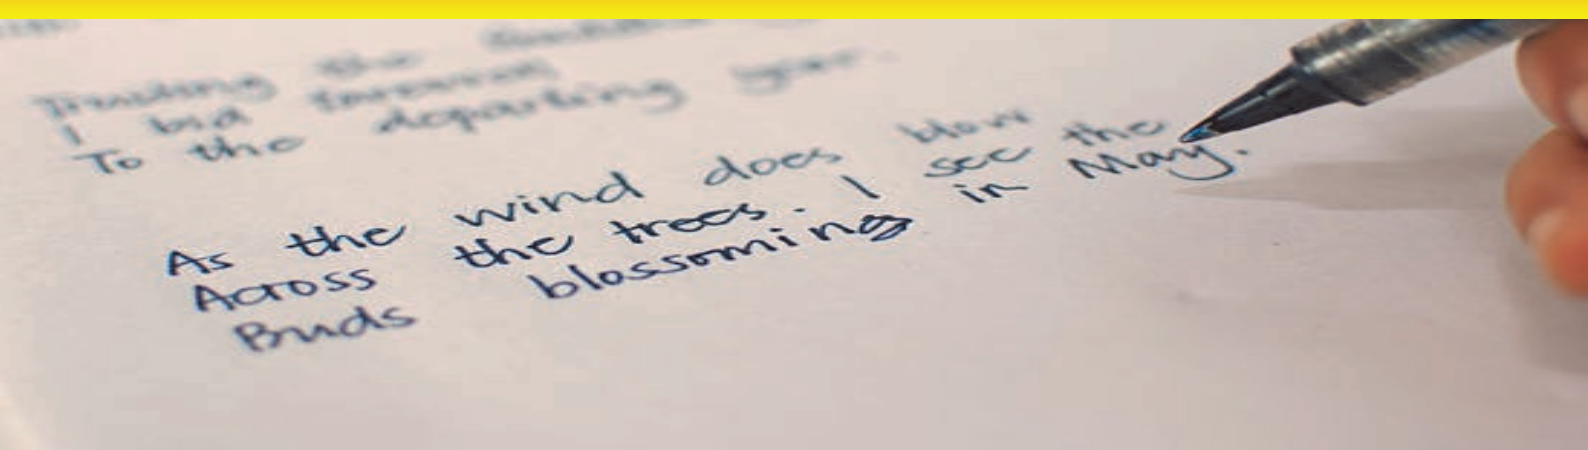 Trusting the
I bid farewell
To the departing year.
As the wind does blow
Across the trees. I see the
Buds blossoming in May.